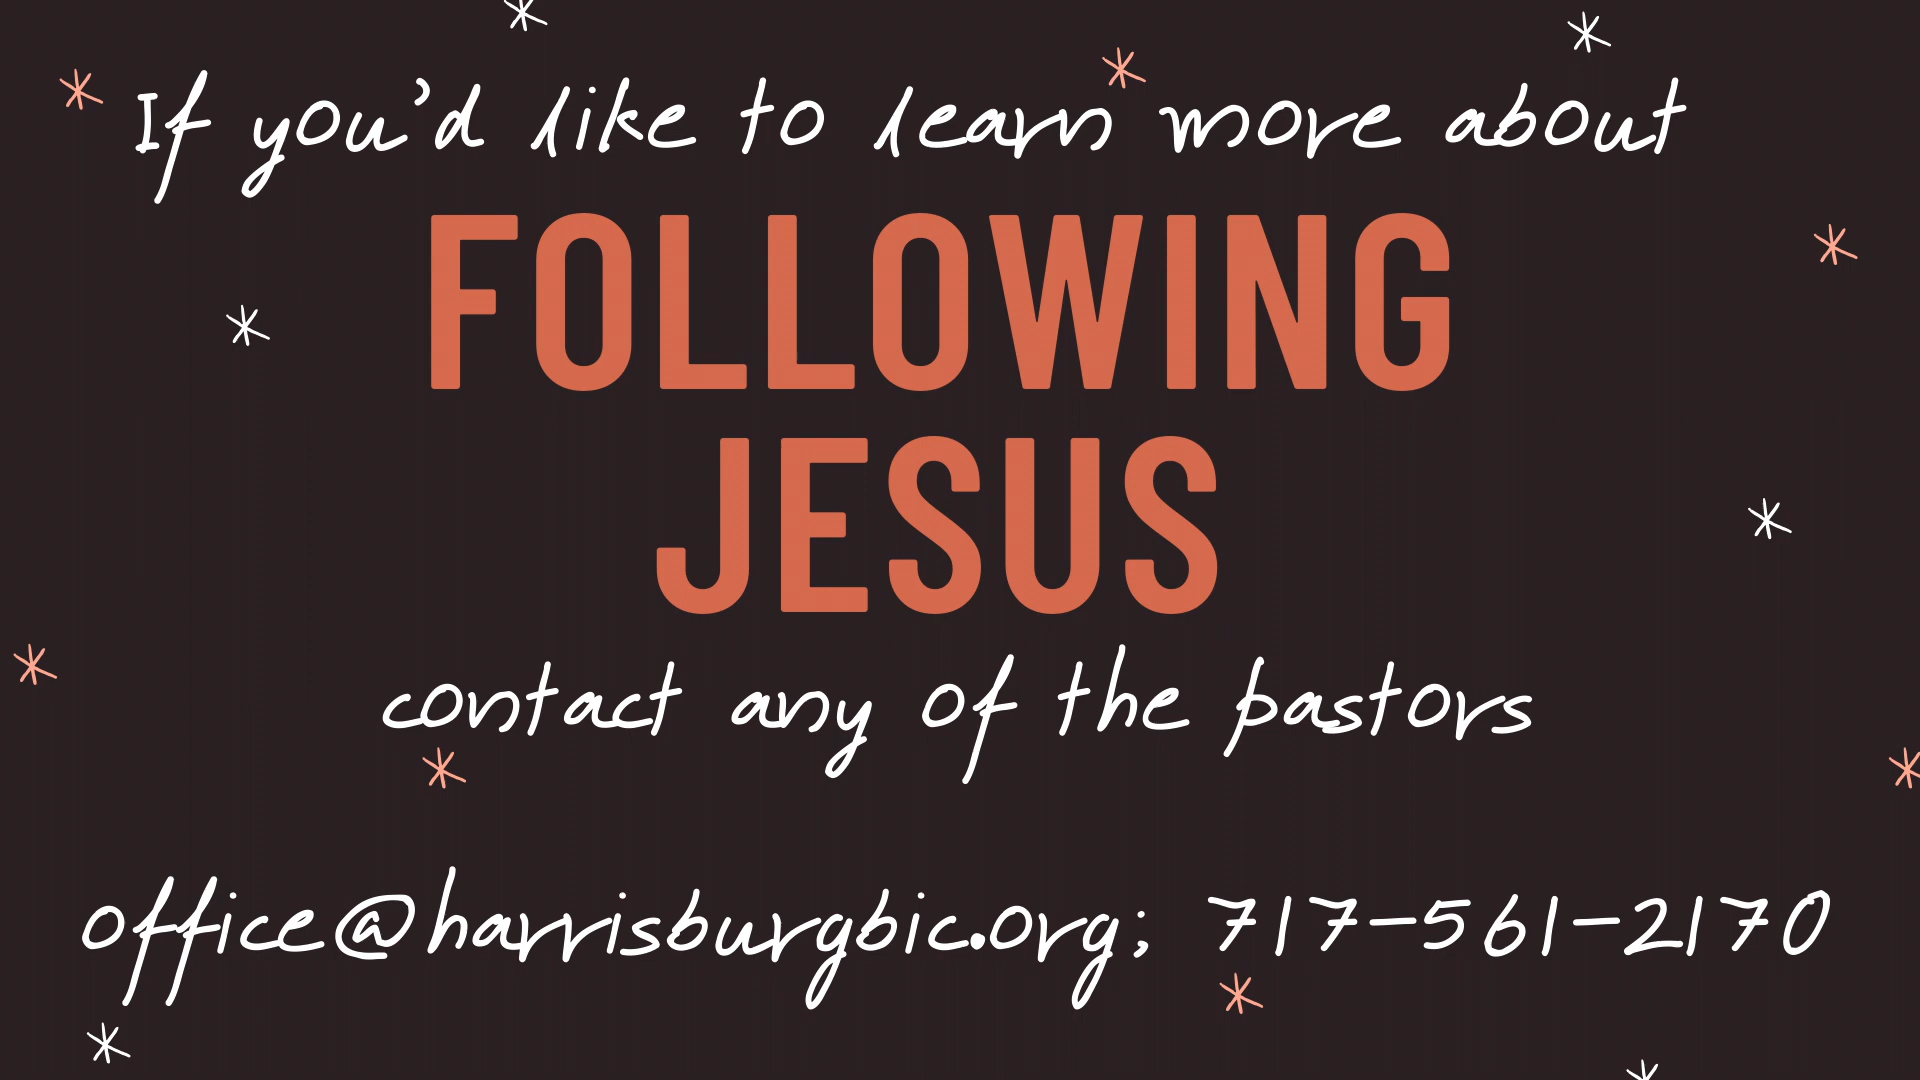 If you'd like to learn more about
FOLLOWING
JESUS
contact any of the pastors
office@harrisburgbic.org; 717-561-2170